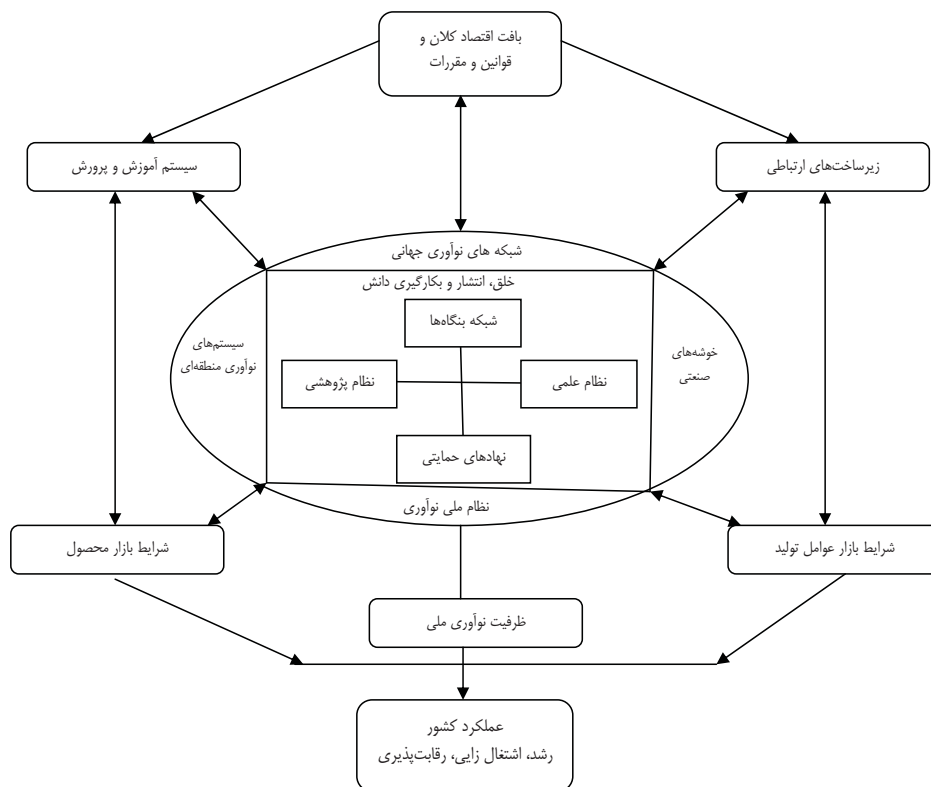 بافت اقتصاد کلان و
قوانین و مقررات
زیرساخت‌های ارتباطی
سیستم آموزش و پرورش
شبکه های نوآوری جهانی
خلق، انتشار و بکارگیری دانش
شبکه بنگاه‌ها
خوشه‌های
صنعتی
سیستم‌های
نوآوری منطقه‌ای
نظام علمی
نظام پژوهشی
نهادهای حمایتی
نظام ملی نوآوری
شرایط بازار عوامل تولید
شرایط بازار محصول
ظرفیت نوآوری ملی
عملکرد کشور
رشد، اشتغال زایی، رقابت‌پذیری